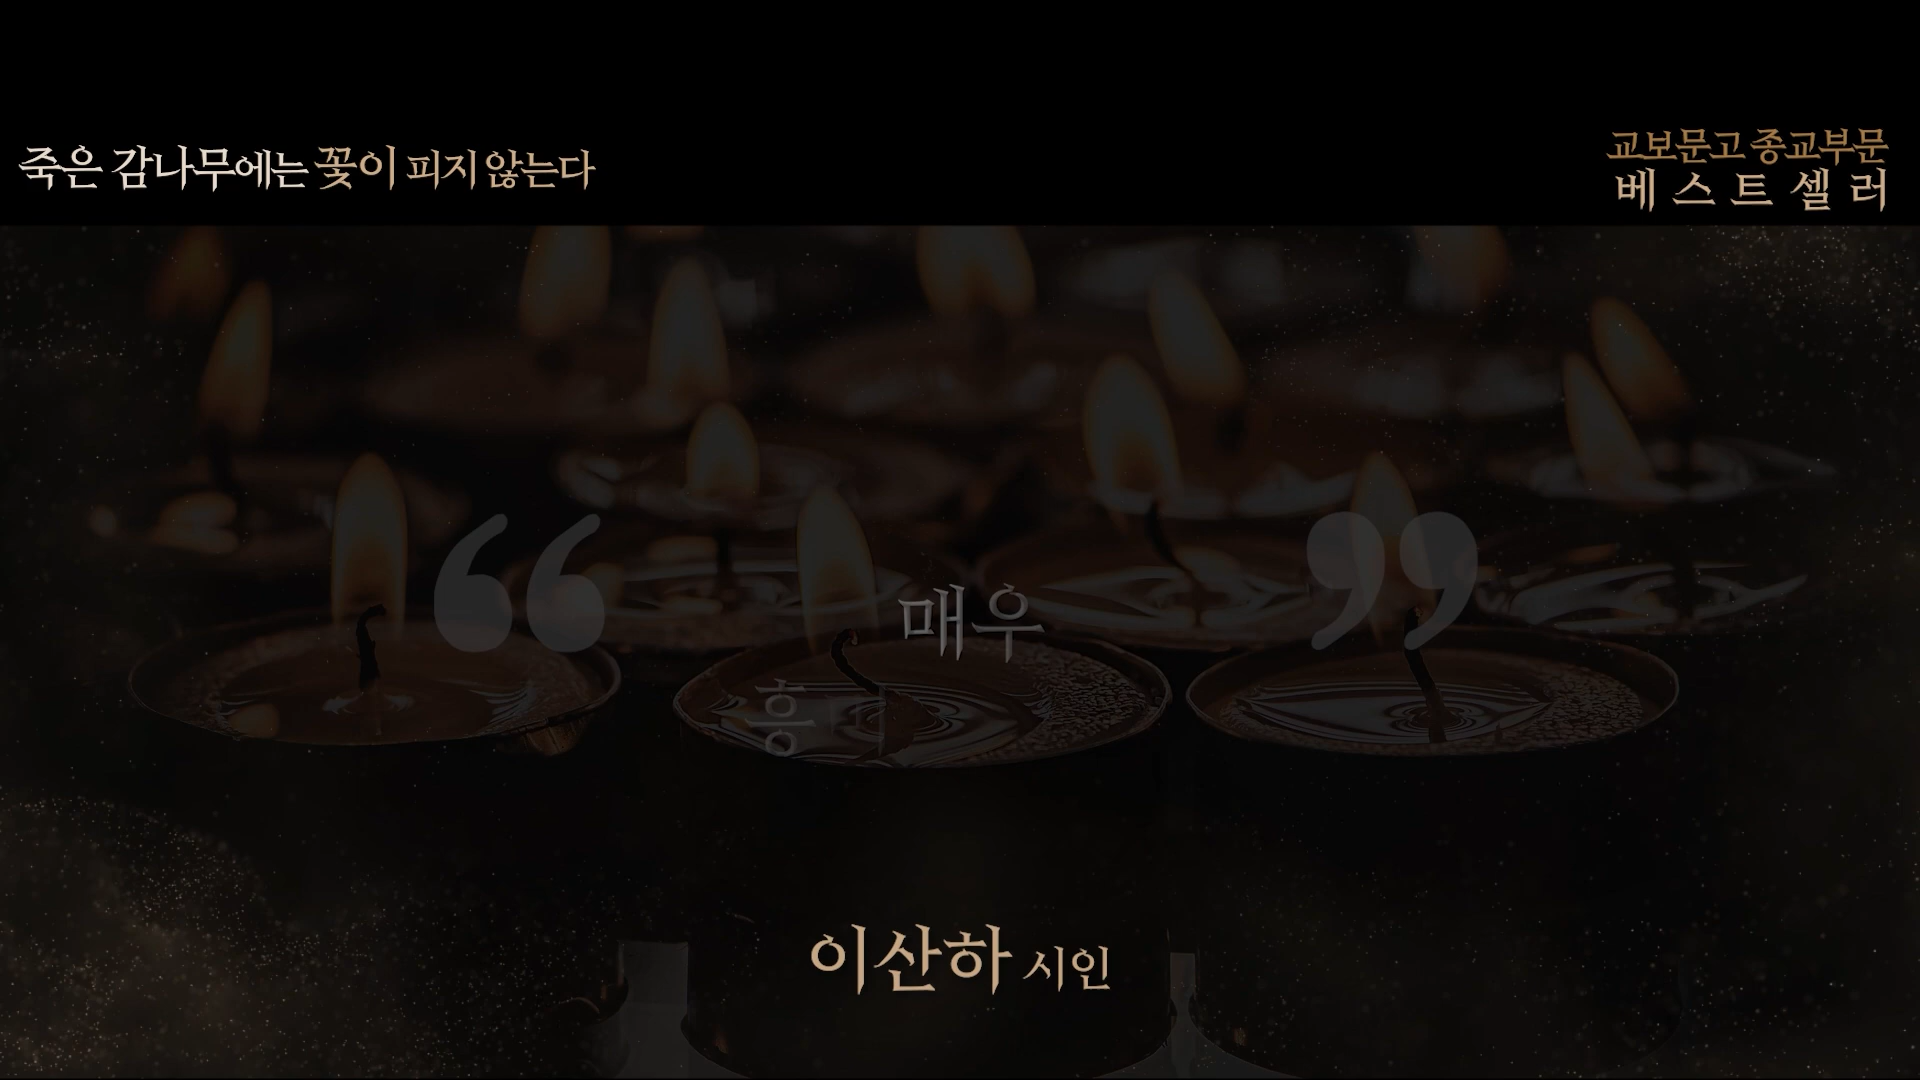 죽은 감나무에는 꽃이 피지 않는다
교보문고 종교부문
베스트셀러
매우
이산하 시인